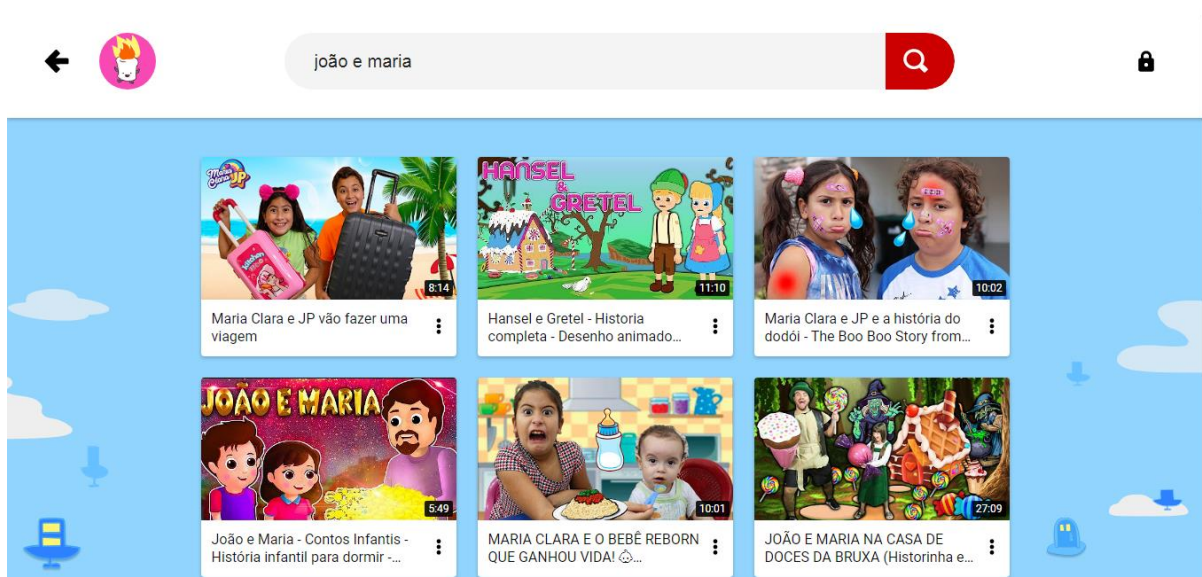 joão e maria
Maria Clara JP
8:14
HANSEL
&
GRETEL
11:10
10:02
Maria Clara e JP vão fazer uma
viagem
Hansel e Gretel - Historia
completa - Desenho animado...
Maria Clara e JP e a história do
dodói - The Boo Boo Story from...
JOÃO E MARIA
5:49
10:01
27:09
João e Maria - Contos Infantis -
História infantil para dormir -...
MARIA CLARA E O BEBÊ REBORN
QUE GANHOU VIDA! 👶...
JOÃO E MARIA NA CASA DE
DOCES DA BRUXA (Historinha e...